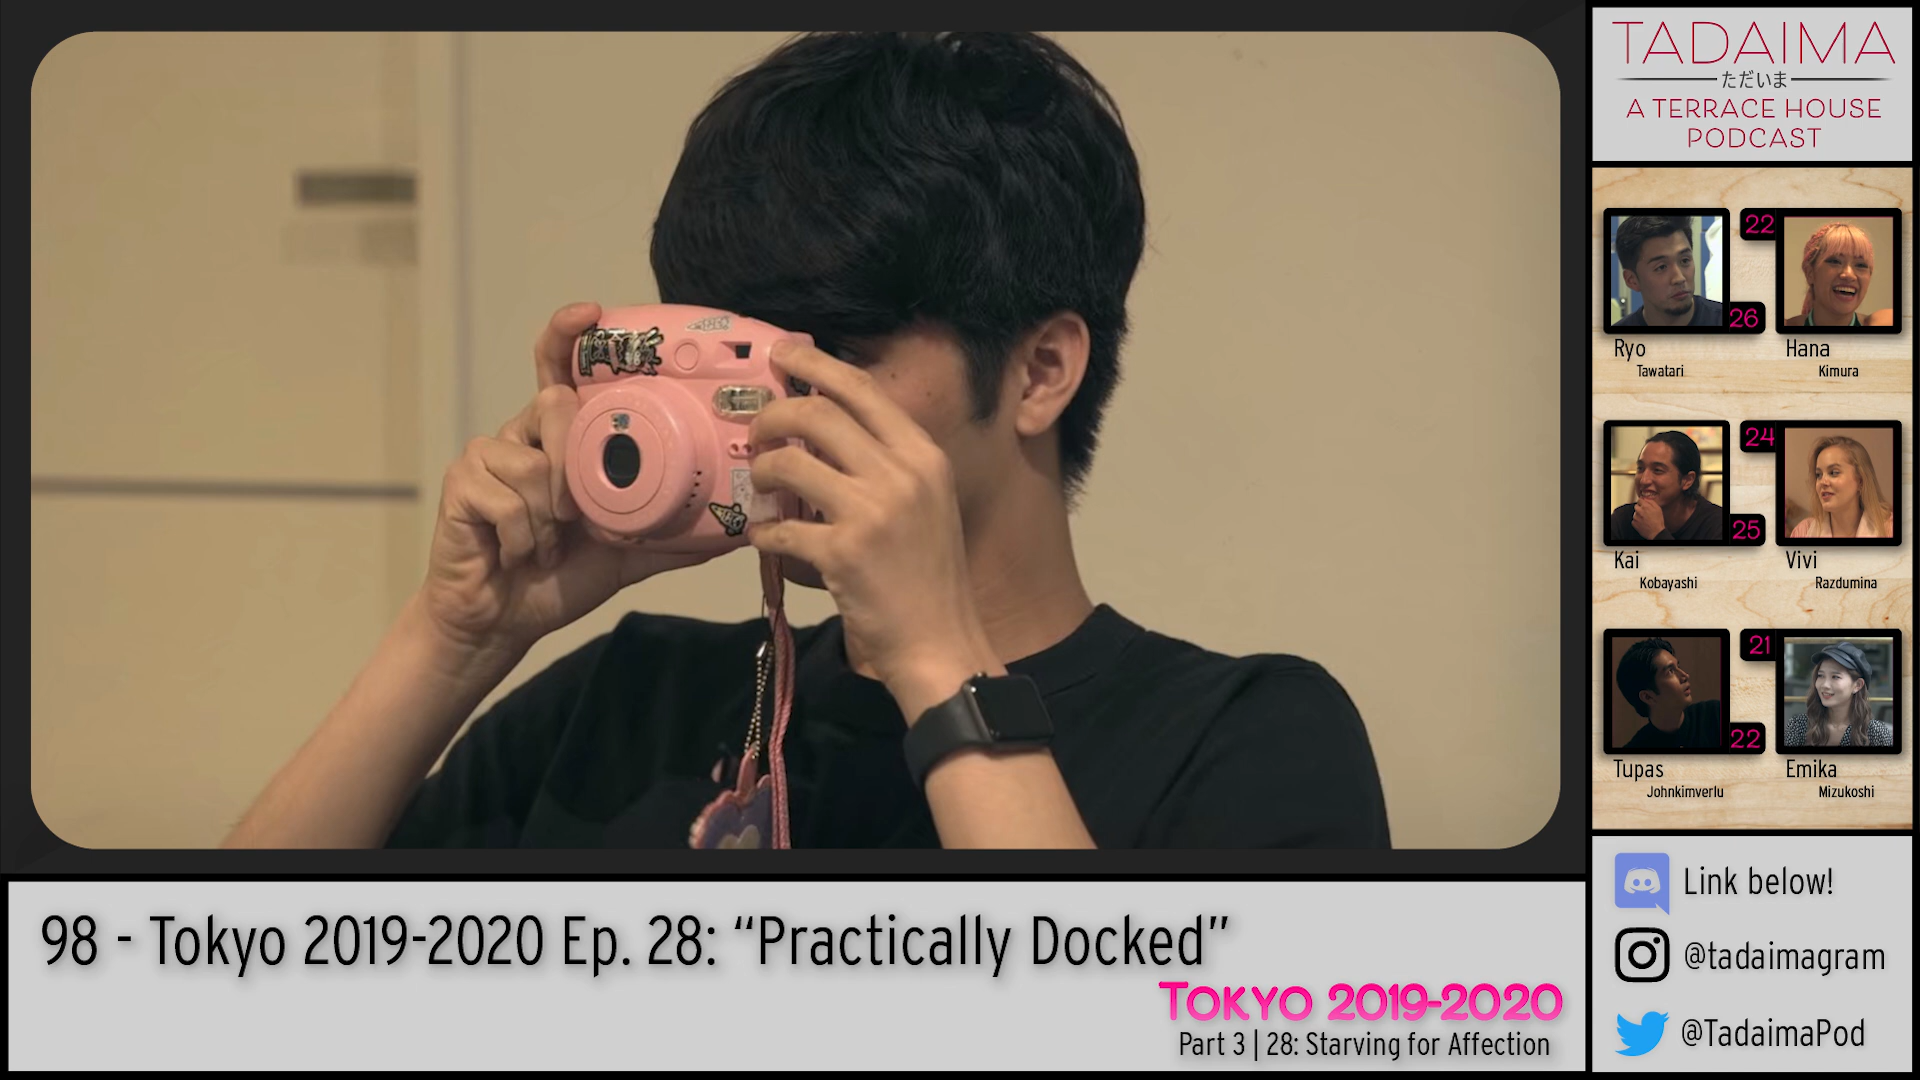 TADAIMA
ただいま
A TERRACE HOUSE
PODCAST
22
26
Ryo
Tawatari
Hana
Kimura
24
25
Kai
Kobayashi
Vivi
Razdumina
21
22
Tupas
Johnkimverlu
Emika
Mizukoshi
98 - Tokyo 2019-2020 Ep. 28: “Practically Docked”
TOKYO 2019-2020
Part 3 | 28: Starving for Affection
Link below!
@tadaimagram
@TadaimaPod